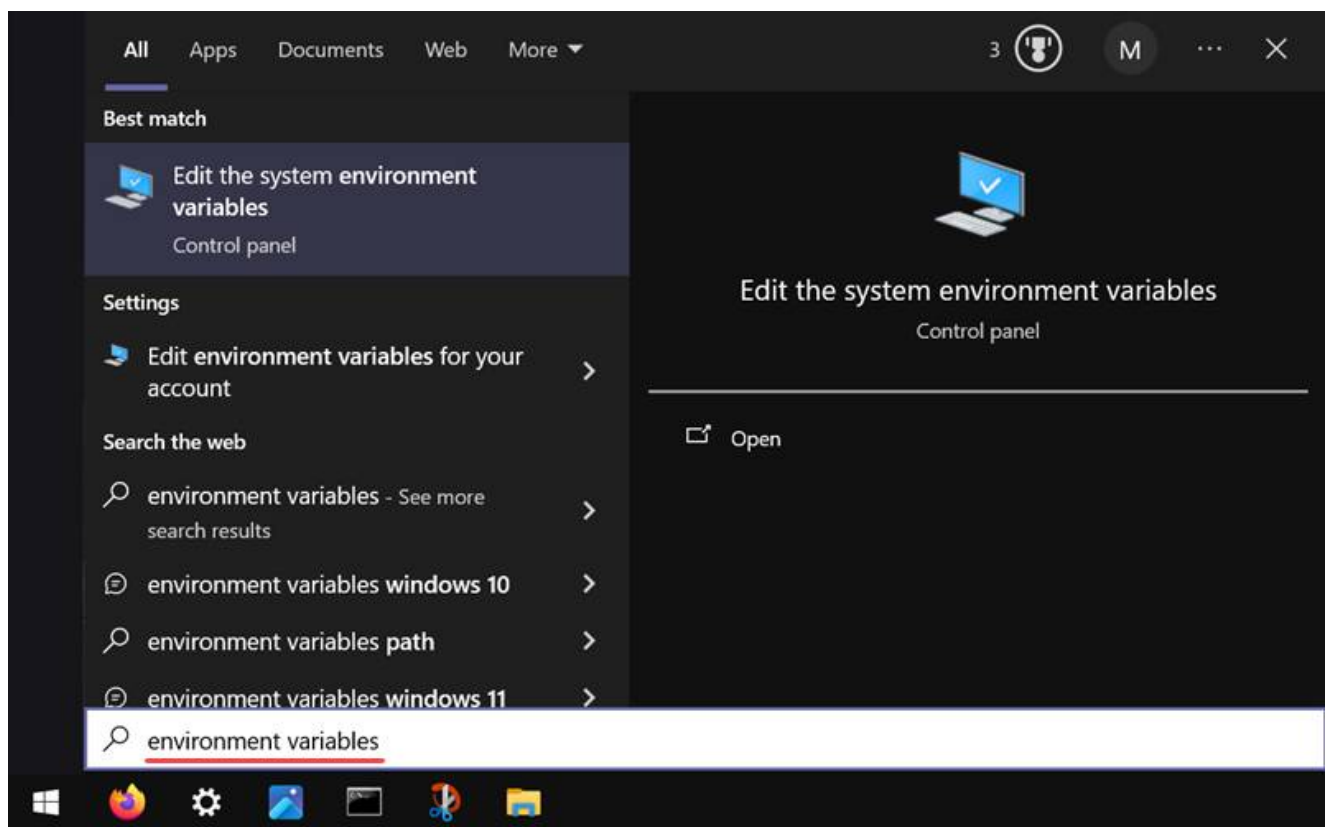 All Apps Documents Web More
3 M ... ×
Best match
Edit the system environment
variables
Control panel
Settings
Edit environment variables for your
account
Search the web
environment variables - See more
search results
environment variables windows 10
environment variables path
environment variables windows 11
environment variables
Edit the system environment variables
Control panel
Open